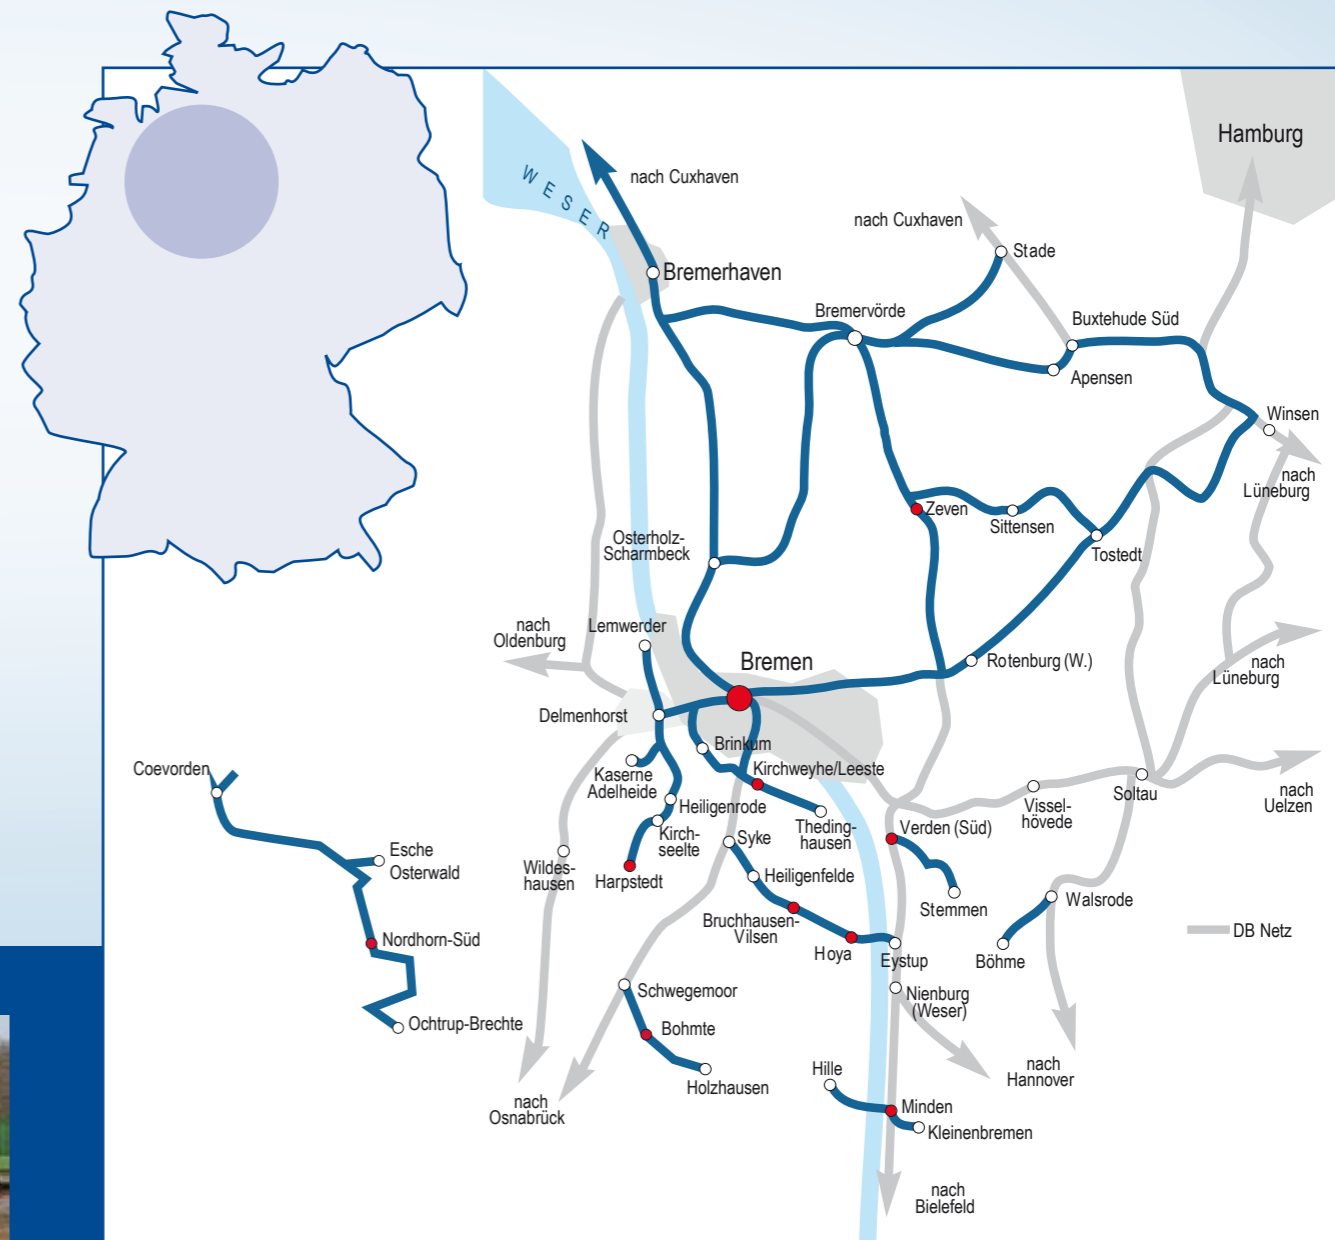 Hamburg
WESER
nach Cuxhaven
nach Cuxhaven
Stade
Bremerhaven
Bremervörde
Buxtehude Süd
Apensen
Winsen
nach
Lüneburg
Zeven
Sittensen
Tostedt
Osterholz-
Scharmbeck
nach
Oldenburg
Lemwerder
Bremen
Rotenburg (W.)
nach
Lüneburg
Delmenhorst
Brinkum
Kirchweyhe/Leeste
Kaserne
Adelheide
Coevorden
Heiligenrode
Kirch-
seelte
Theding-
hausen
Verden (Süd)
Vissel-
hövede
Soltau
nach
Uelzen
Esche
Osterwald
Wildes-
hausen
Harpstedt
Syke
Heiligenfelde
Stemmen
Walsrode
Bruchhausen-
Vilsen
Hoya
Eystup
Böhme
DB Netz
Nordhorn-Süd
Schwegemoor
Nienburg
(Weser)
Ochtrup-Brechte
Bohmte
Holzhausen
nach
Hannover
Hille
nach
Osnabrück
Minden
Kleinenbremen
nach
Bielefeld